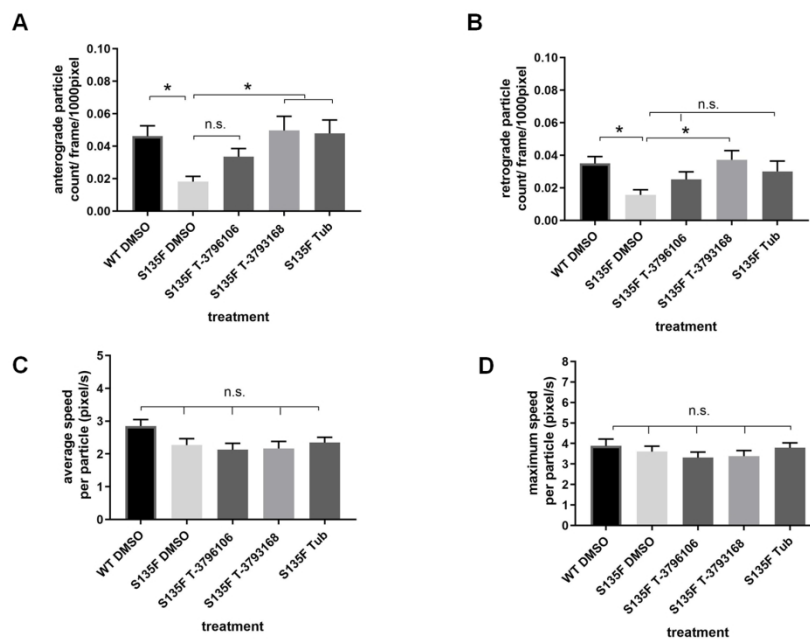 A
anterograde particle
count/ frame/1000pixel
0.10
0.08
0.06
0.04
0.02
0.00
*
*
n.s.
WT DMSO
S135F DMSO
S135F T-3796106
S135F T-3793168
S135F Tub
treatment
B
retrograde particle
count/ frame/1000pixel
0.10
0.08
0.06
0.04
0.02
0.00
n.s.
*
*
WT DMSO
S135F DMSO
S135F T-3796106
S135F T-3793168
S135F Tub
treatment
C
average speed
per particle (pixel/s)
5
4
3
2
1
0
n.s.
WT DMSO
S135F DMSO
S135F T-3796106
S135F T-3793168
S135F Tub
treatment
D
maximum speed
per particle (pixel/s)
8
7
6
5
4
3
2
1
0
n.s.
WT DMSO
S135F DMSO
S135F T-3796106
S135F T-3793168
S135F Tub
treatment